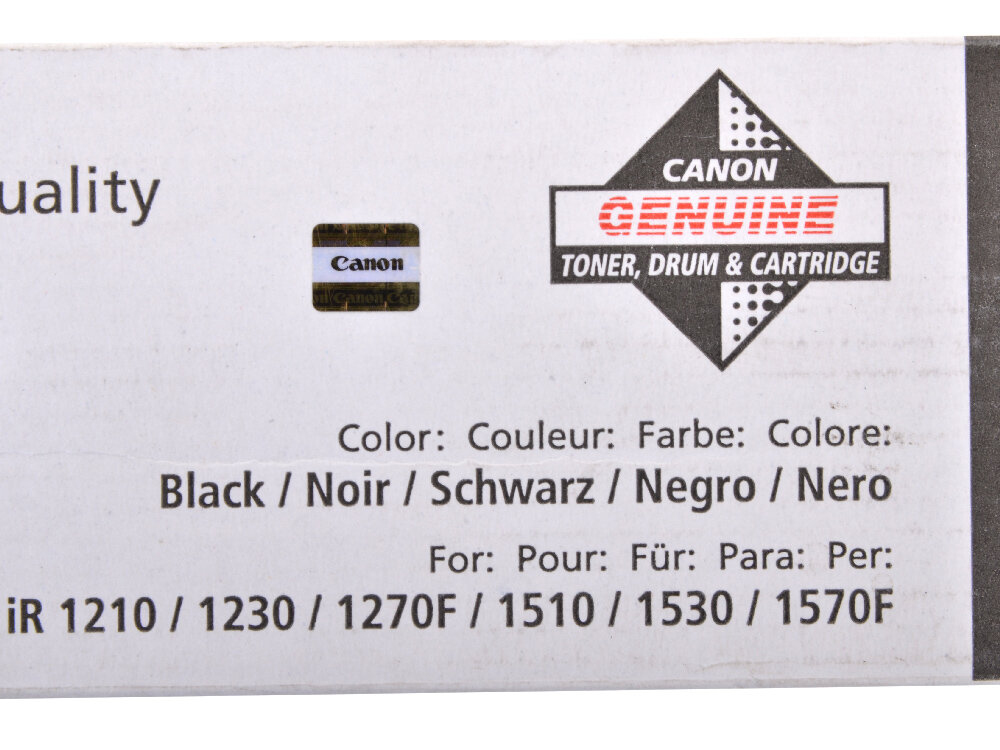 uality
CANON
GENUINE
TONER, DRUM & CARTRIDGE
Canon
Canon
Color: Couleur: Farbe: Colore:
Black / Noir / Schwarz / Negro / Nero
For: Pour: Für: Para: Per:
iR 1210 / 1230 / 1270F / 1510 / 1530 / 1570F